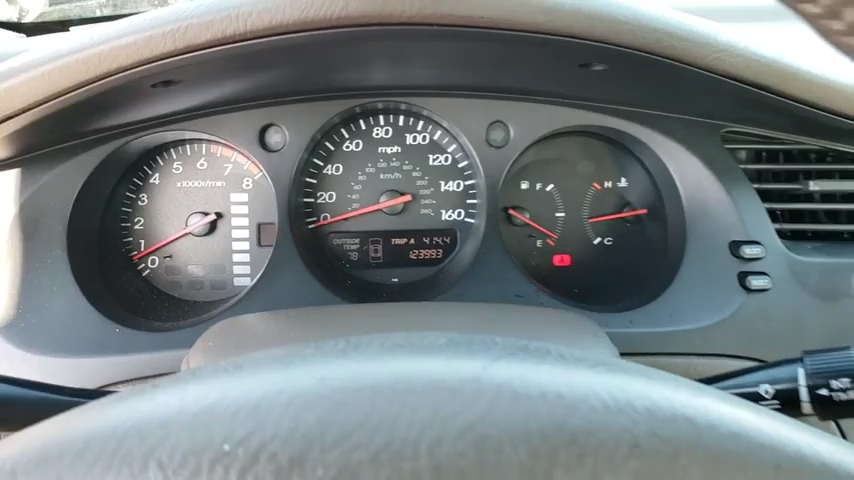 0 1 2 3 4 5 6 7 8
x1000r/min
0 20 40 60 80 100 120 140 160
mph
km/h
OUTSIDE TEMP
78
TRIP A 414.4
123993
F
E
H
C